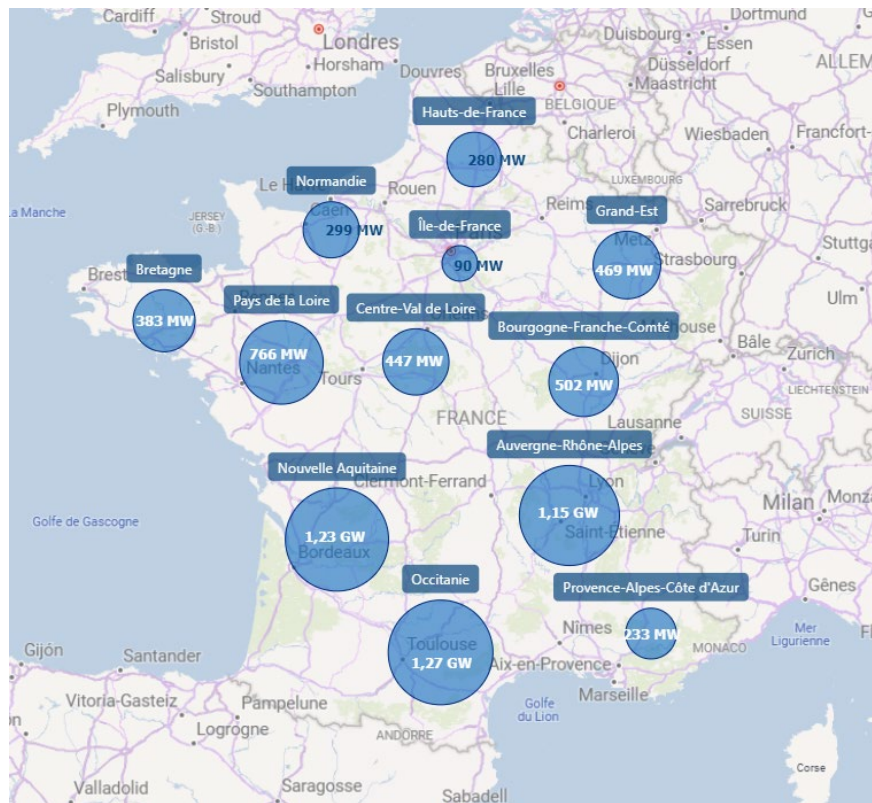 Cardiff
Stroud
Londres
Bristol
Horsham
Salisbury
Southampton
Plymouth
Douvres
Bruxelles
Lille
BELGIQUE
Charleroi
Duisbourg
Dortmund
Essen
Düsseldorf
Maastricht
ALLEM
Wiesbaden
Francfort-
LUXEMBOURG
Sarrebruck
Hauts-de-France
280 MW
La Manche
JERSEY
(G.-B.)
Normandie
Le Ha
Caen
Rouen
299 MW
Île-de-France
Paris
90 MW
Reims
Grand-Est
Metz
469 MW
Strasbourg
Stuttg
Ulm
Bretagne
Brest
383 MW
Pays de la Loire
766 MW
Nantes
Tours
Centre-Val de Loire
447 MW
Bourgogne-Franche-Comté
Dijon
502 MW
Bâle
Zurich
LIECHTENSTEIN
SUISSE
Lausanne
FRANCE
Auvergne-Rhône-Alpes
Lyon
1,15 GW
Saint-Étienne
Nouvelle Aquitaine
Clermont-Ferrand
1,23 GW
Bordeaux
Golfe de Gascogne
Milan
Monza
Turin
Gênes
Occitanie
Toulouse
1,27 GW
Provence-Alpes-Côte d'Azur
233 MW
Nîmes
Aix-en-Provence
Marseille
MONACO
Mer
Ligurienne
Golfe
du Lion
Gijón
Santander
Vitoria-Gasteiz
Pampelune
Logrogne
ANDORRE
Valladolid
Saragosse
Sabadell
Corse